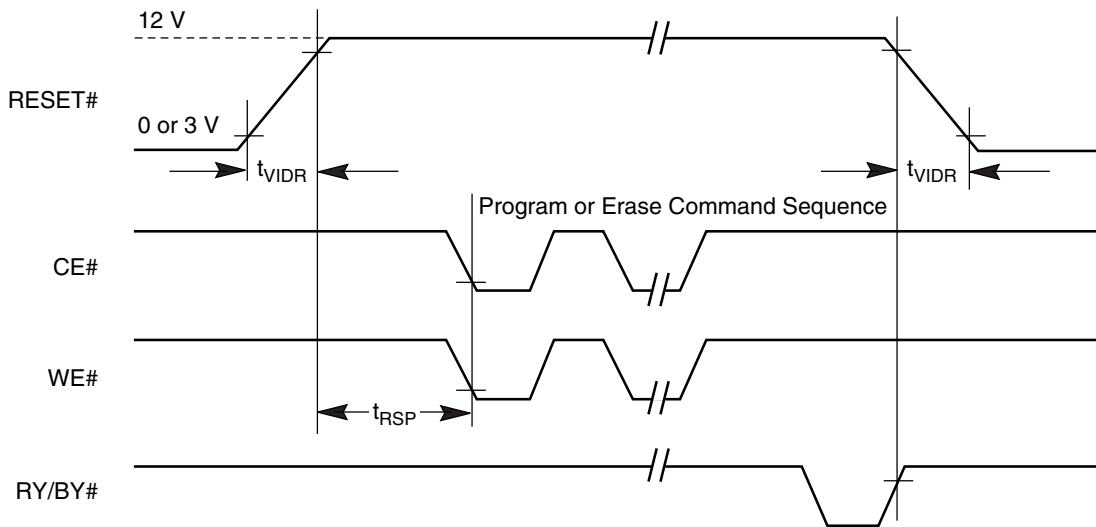 12 V
RESET#
0 or 3 V
tVIDR
tVIDR
Program or Erase Command Sequence
CE#
WE#
tRSP
RY/BY#